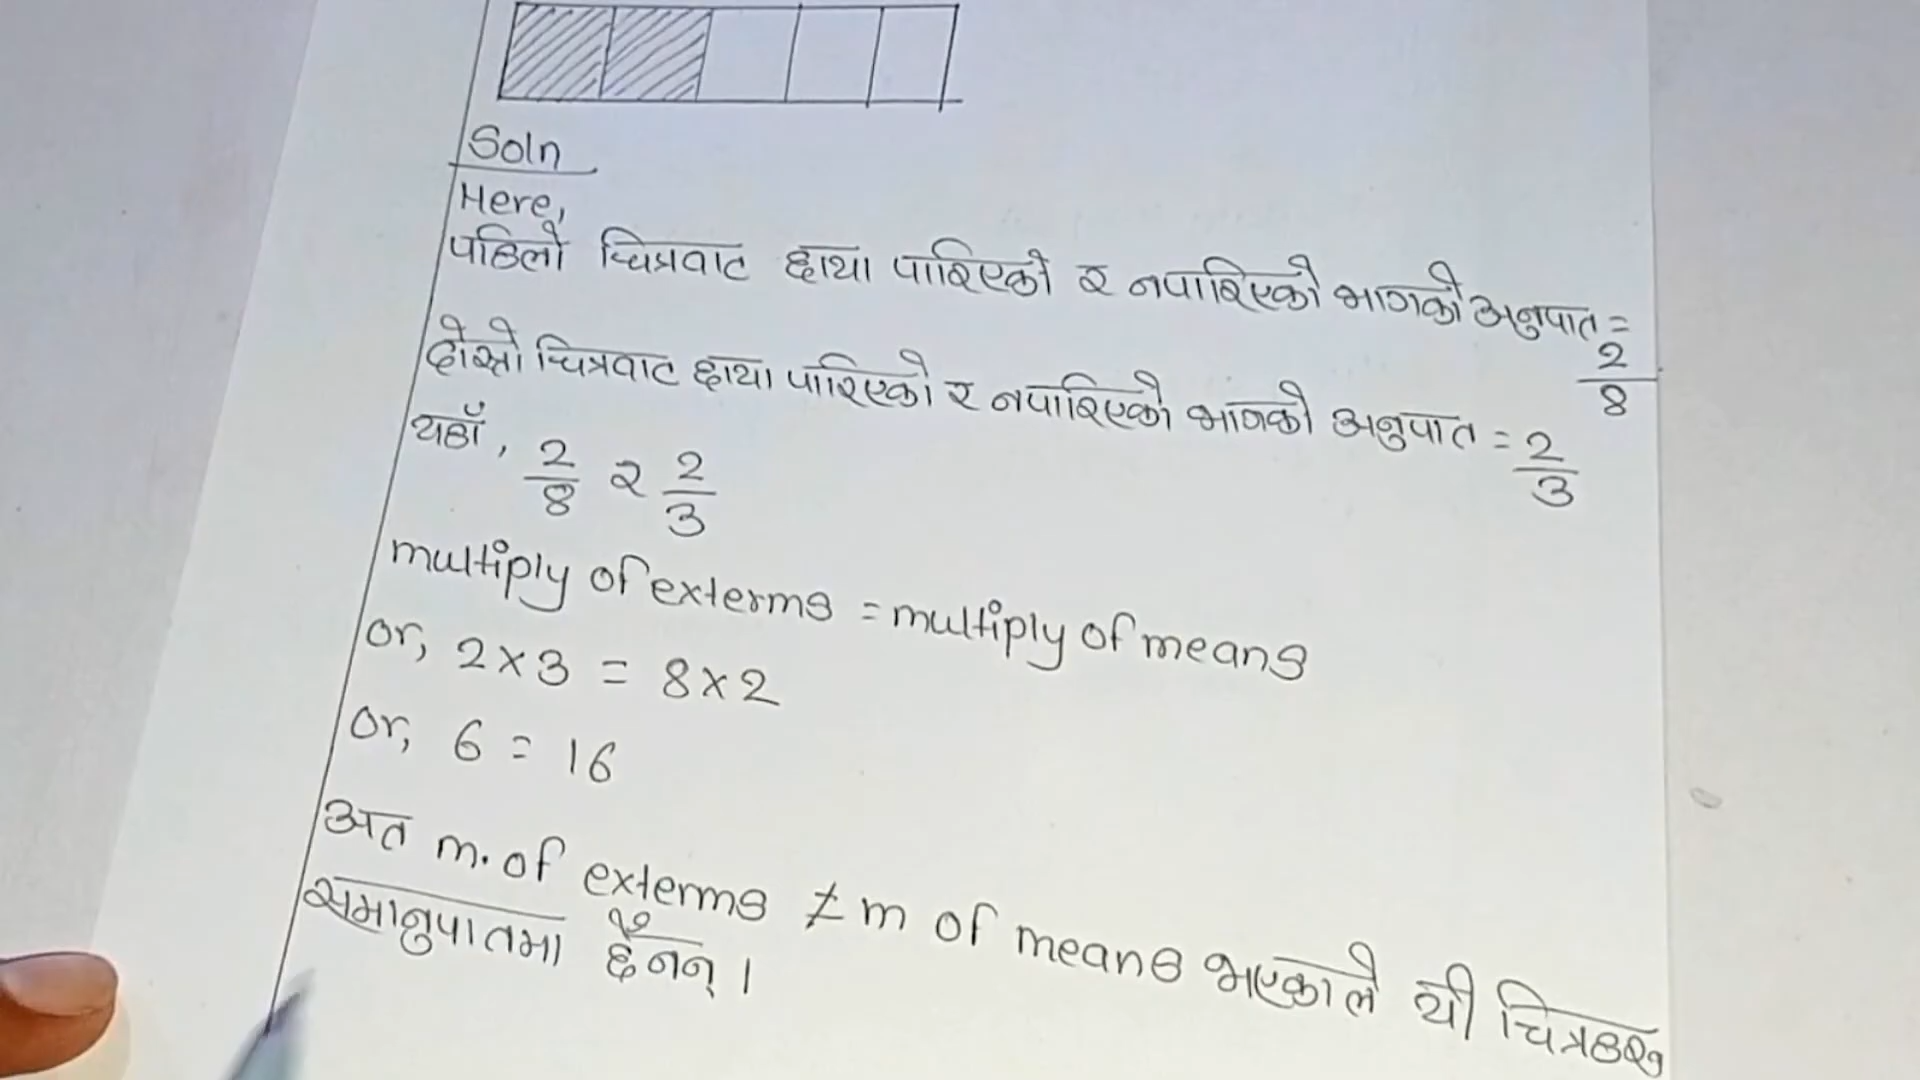 Soln
Here,
पहिलो चित्रवाट छाया पारिएको र नपारिएको भागको अनुपात = 2/8
दोस्रो चित्रवाट छाया पारिएको र नपारिएको भागको अनुपात = 2/3
यहाँ, 2/8 र 2/3
multiply of exterms = multiply of means
or, 2×3 = 8×2
or, 6 = 16
अत m. of exterms ≠ m of means भएकाले यी चित्रहरु
समानुपातमा छैनन् ।